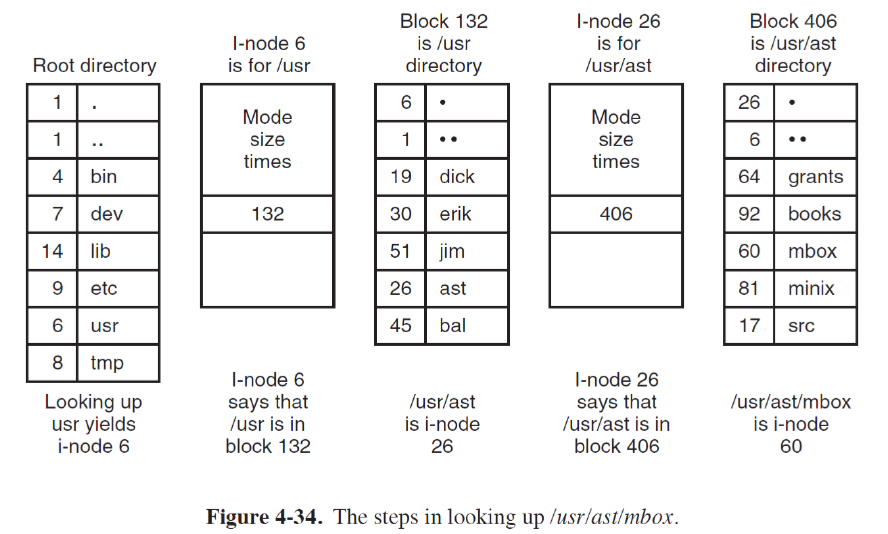 Root directory
1 .
1 ..
4 bin
7 dev
14 lib
9 etc
6 usr
8 tmp
Looking up
usr yields
i-node 6
I-node 6
is for /usr
Mode
size
times
132
I-node 6
says that
/usr is in
block 132
Block 132
is /usr
directory
6 •
1 ••
19 dick
30 erik
51 jim
26 ast
45 bal
/usr/ast
is i-node
26
I-node 26
is for
/usr/ast
Mode
size
times
406
I-node 26
says that
/usr/ast is in
block 406
Block 406
is /usr/ast
directory
26 •
6 ••
64 grants
92 books
60 mbox
81 minix
17 src
/usr/ast/mbox
is i-node
60
Figure 4-34. The steps in looking up /usr/ast/mbox.